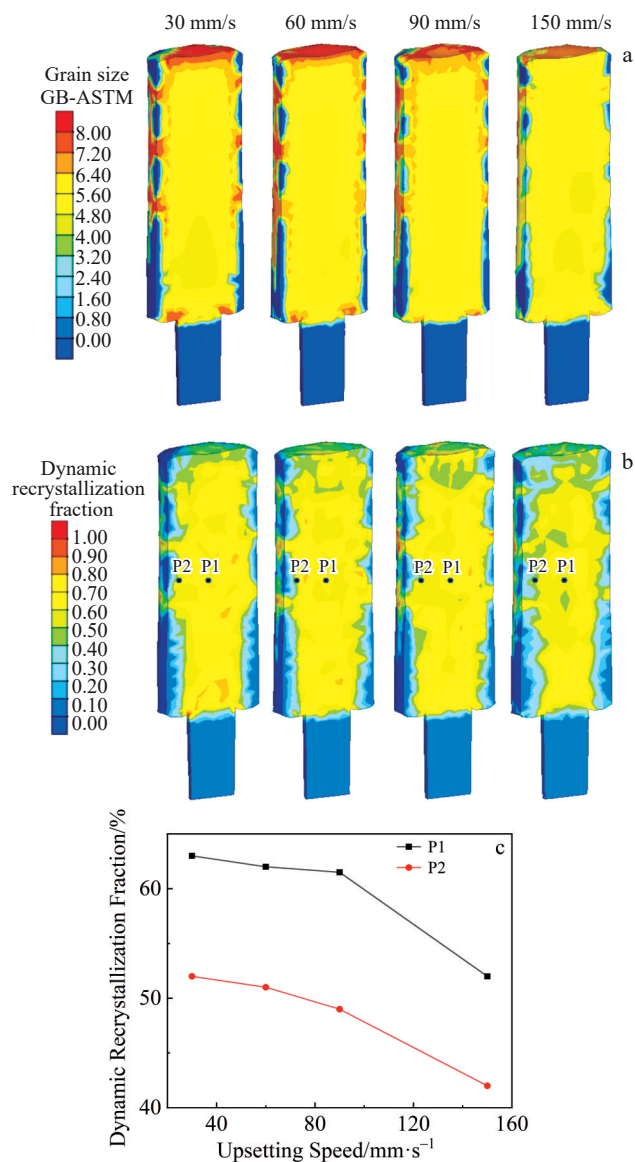 30 mm/s 60 mm/s 90 mm/s 150 mm/s
a
Grain size
GB-ASTM
8.00
7.20
6.40
5.60
4.80
4.00
3.20
2.40
1.60
0.80
0.00
b
Dynamic
recrystallization
fraction
1.00
0.90
0.80
0.70
0.60
0.50
0.40
0.30
0.20
0.10
0.00
P2 P1 P2 P1 P2 P1 P2 P1
c
P1
P2
Dynamic Recrystallization Fraction/%
60
50
40
40 80 120 160
Upsetting Speed/mm·s⁻¹